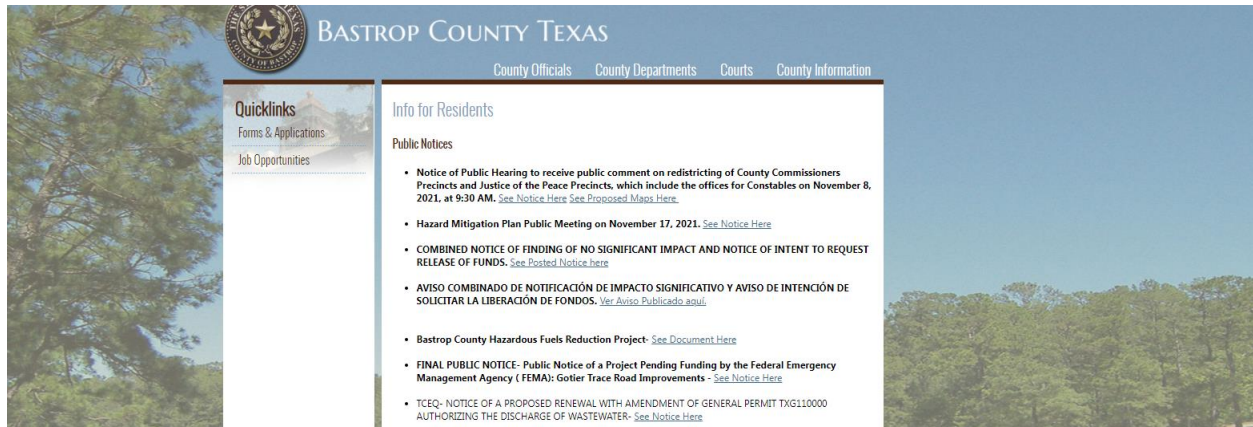 THE S
TEXAS
COUNTY OF BASTROP
BASTROP COUNTY TEXAS
County Officials County Departments Courts County Information
Quicklinks
Forms & Applications
Job Opportunities
Info for Residents
Public Notices
• Notice of Public Hearing to receive public comment on redistricting of County Commissioners
Precincts and Justice of the Peace Precincts, which include the offices for Constables on November 8,
2021, at 9:30 AM. See Notice Here See Proposed Maps Here
• Hazard Mitigation Plan Public Meeting on November 17, 2021. See Notice Here
• COMBINED NOTICE OF FINDING OF NO SIGNIFICANT IMPACT AND NOTICE OF INTENT TO REQUEST
RELEASE OF FUNDS. See Posted Notice here
• AVISO COMBINADO DE NOTIFICACIÓN DE IMPACTO SIGNIFICATIVO Y AVISO DE INTENCIÓN DE
SOLICITAR LA LIBERACIÓN DE FONDOS. Ver Aviso Publicado aquí.
• Bastrop County Hazardous Fuels Reduction Project- See Document Here
• FINAL PUBLIC NOTICE- Public Notice of a Project Pending Funding by the Federal Emergency
Management Agency ( FEMA): Gotier Trace Road Improvements - See Notice Here
• TCEQ- NOTICE OF A PROPOSED RENEWAL WITH AMENDMENT OF GENERAL PERMIT TXG110000
AUTHORIZING THE DISCHARGE OF WASTEWATER- See Notice Here